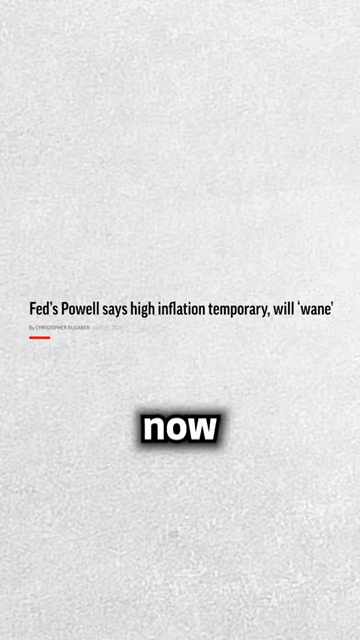 Fed's Powell says high inflation temporary, will 'wane'
By CHRISTOPHER RUGABER
now